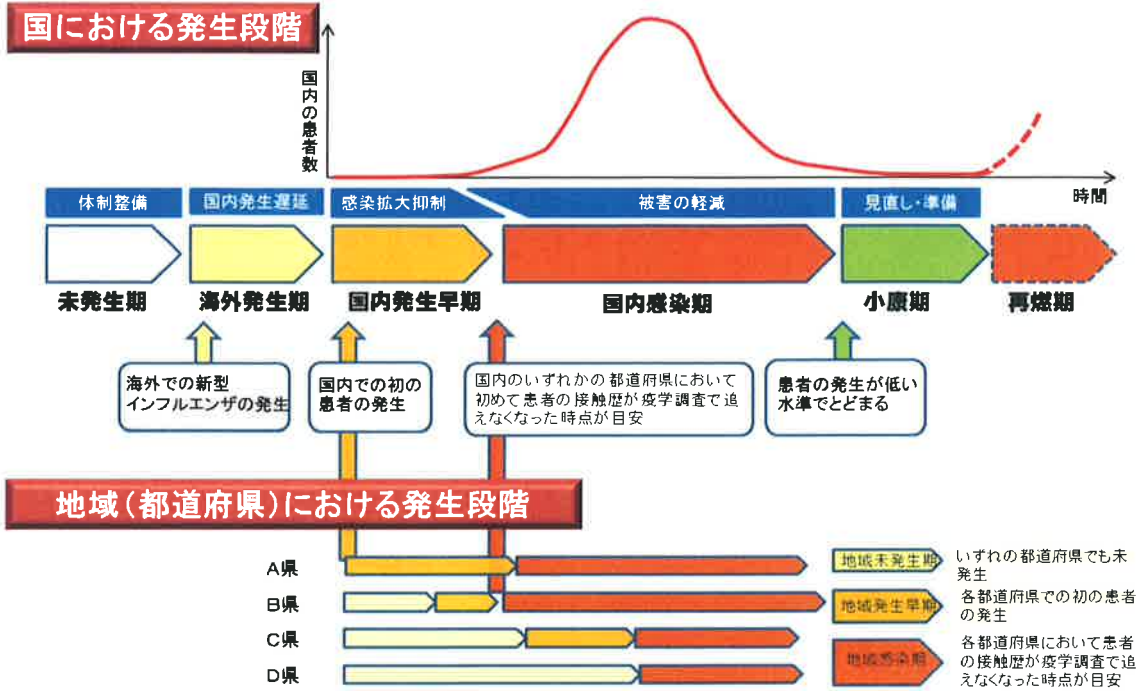 国における発生段階
国内の患者数
時間
体制整備
国内発生遅延
感染拡大抑制
被害の軽減
見直し・準備
未発生期
海外発生期
国内発生早期
国内感染期
小康期
再燃期
海外での新型
インフルエンザの発生
国内での初の
患者の発生
国内のいずれかの都道府県において
初めて患者の接触歴が疫学調査で追
えなくなった時点が目安
患者の発生が低い
水準でとどまる
地域(都道府県)における発生段階
A県
B県
C県
D県
地域未発生期
いずれの都道府県でも未
発生
地域発生早期
各都道府県での初の患者
の発生
地域感染期
各都道府県において患者
の接触歴が疫学調査で追
えなくなった時点が目安